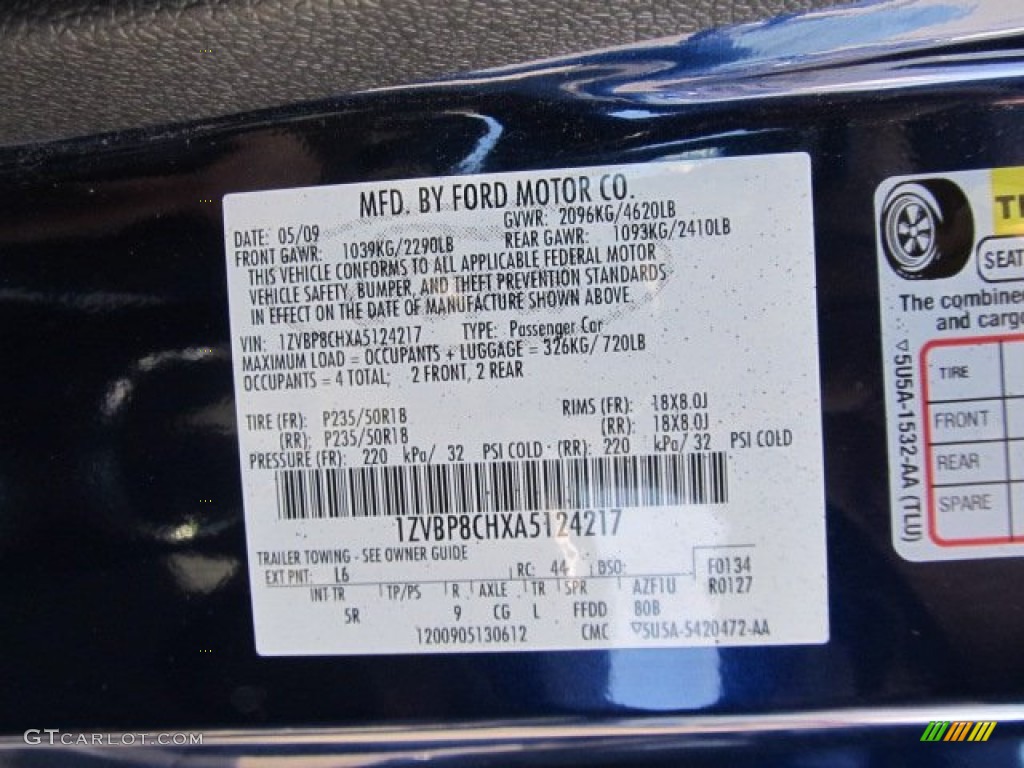 MFD. BY FORD MOTOR CO.
DATE: 05/09 GVWR: 2096KG/4620LB
FRONT GAWR: 1039KG/2290LB REAR GAWR: 1093KG/2410LB
THIS VEHICLE CONFORMS TO ALL APPLICABLE FEDERAL MOTOR
VEHICLE SAFETY, BUMPER, AND THEFT PREVENTION STANDARDS
IN EFFECT ON THE DATE OF MANUFACTURE SHOWN ABOVE.
VIN: 1ZVBP8CHXA5124217 TYPE: Passenger Car
MAXIMUM LOAD = OCCUPANTS + LUGGAGE = 326KG/720LB
OCCUPANTS = 4 TOTAL; 2 FRONT, 2 REAR
TIRE (FR): P235/50R18 RIMS (FR): 18X8.0J
(RR): P235/50R18 (RR): 18X8.0J
PRESSURE (FR): 220 kPa/ 32 PSI COLD · (RR): 220 kPa/ 32 PSI COLD
1ZVBP8CHXA5124217
TRAILER TOWING - SEE OWNER GUIDE
EXT PNT: L6 RC: 44 BSO: F0134
INT TR TP/PS R AXLE TR SPR AZF1U R0127
5R 9 CG L FFDD 80B
1200905130612 CMC ▽5U5A-5420472-AA
SEAT
The combine
and cargo
TIRE
FRONT
REAR
SPARE
▽5U5A-1532-AA (TLU)
GTCARLOT.COM